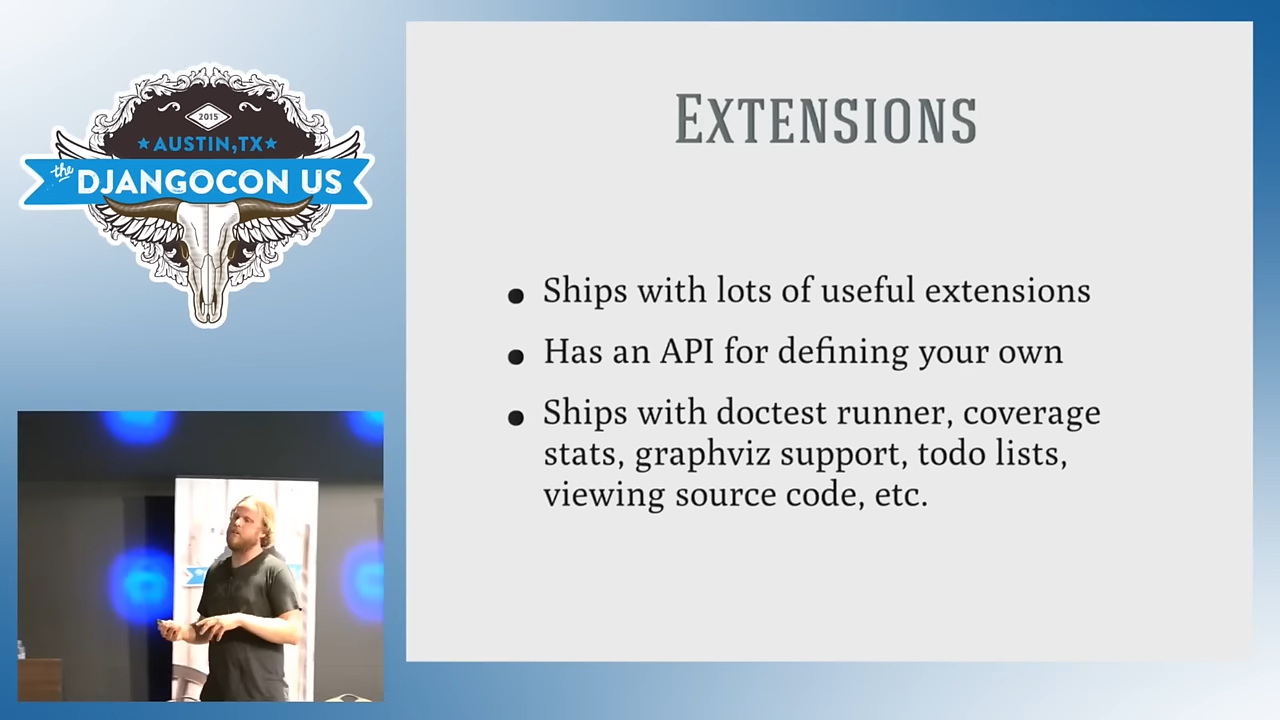 2015
AUSTIN, TX
the DJANGOCON US
EXTENSIONS
Ships with lots of useful extensions
Has an API for defining your own
Ships with doctest runner, coverage
stats, graphviz support, todo lists,
viewing source code, etc.